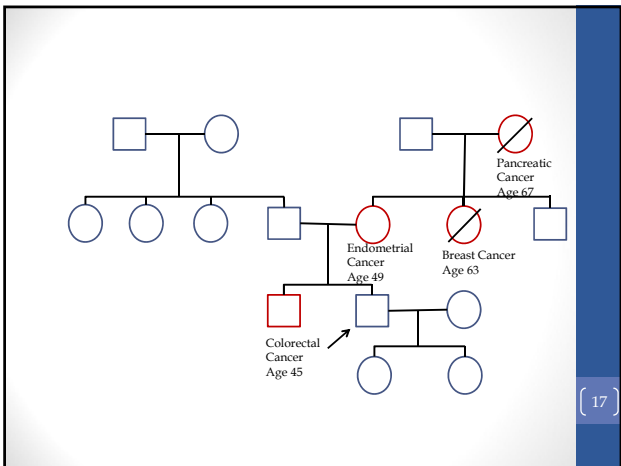 Pancreatic
Cancer
Age 67
Endometrial
Cancer
Age 49
Breast Cancer
Age 63
Colorectal
Cancer
Age 45
17